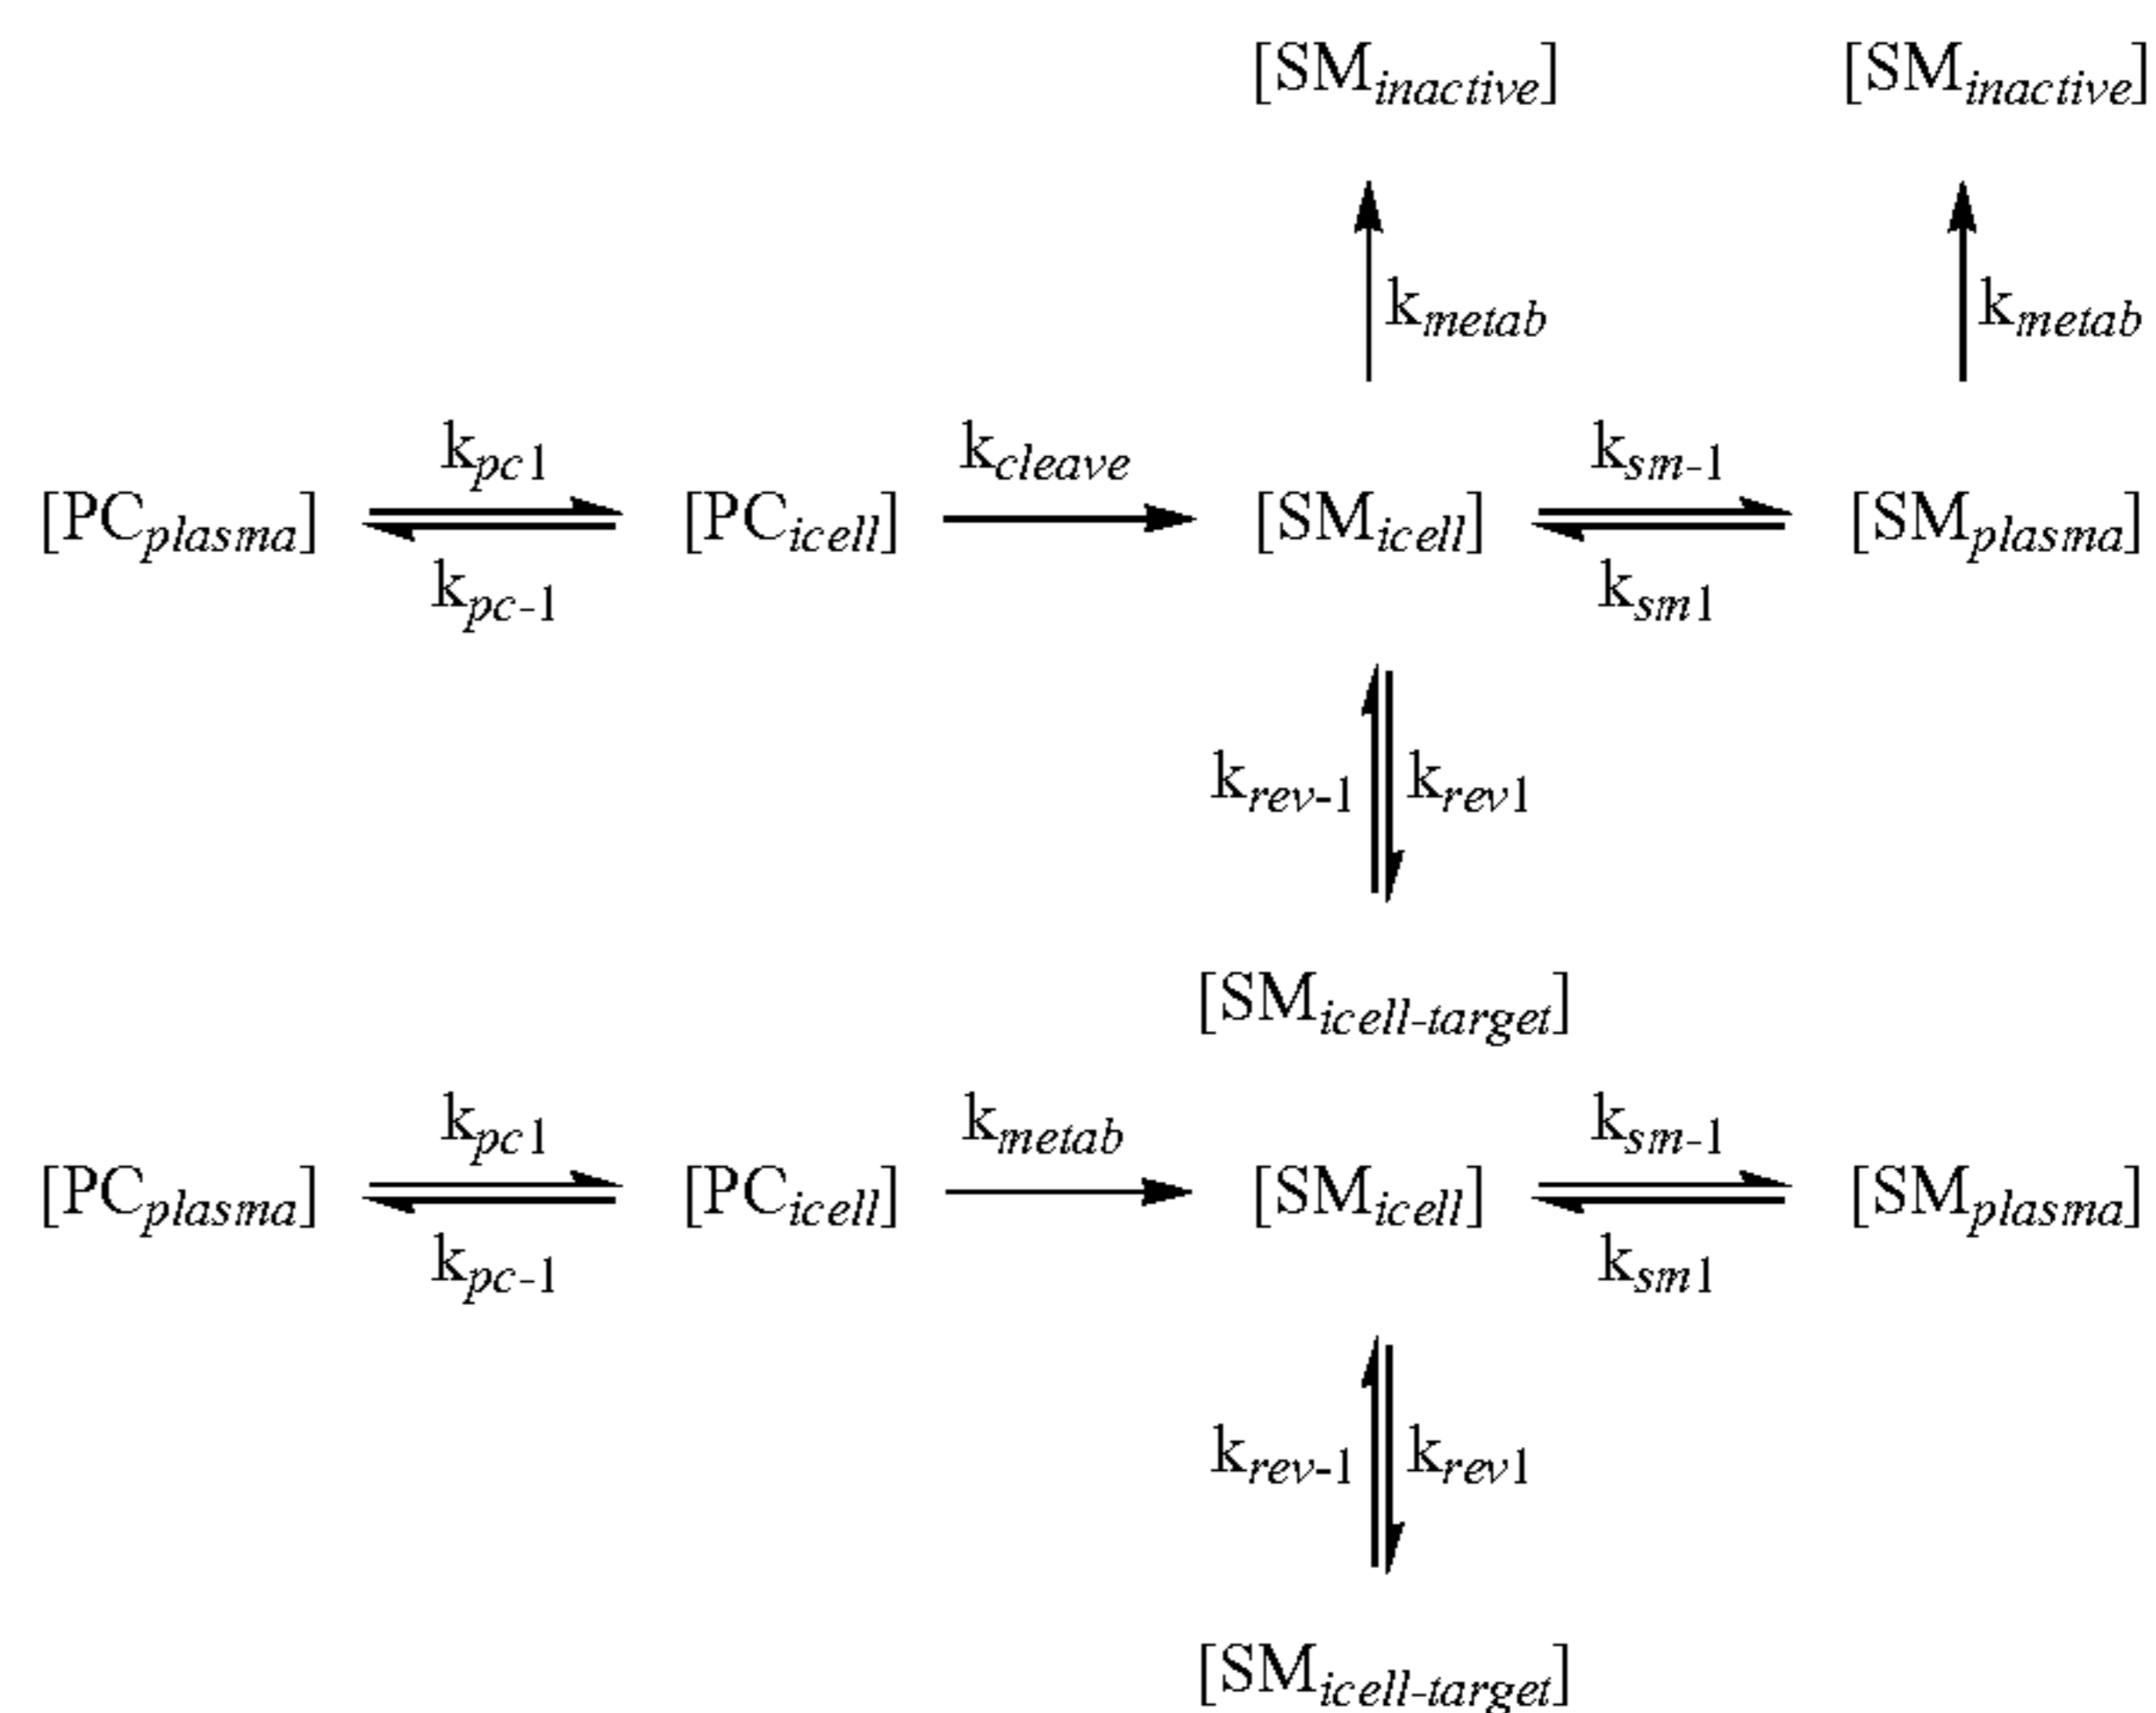 [SMinactive] [SMinactive]
kmetab kmetab
kpc1 kcleave ksm-1
[PCplasma] [PCicell] [SMicell] [SMplasma]
kpc-1 ksm1
krev-1 krev1
[SMicell-target]
kpc1 kmetab ksm-1
[PCplasma] [PCicell] [SMicell] [SMplasma]
kpc-1 ksm1
krev-1 krev1
[SMicell-target]